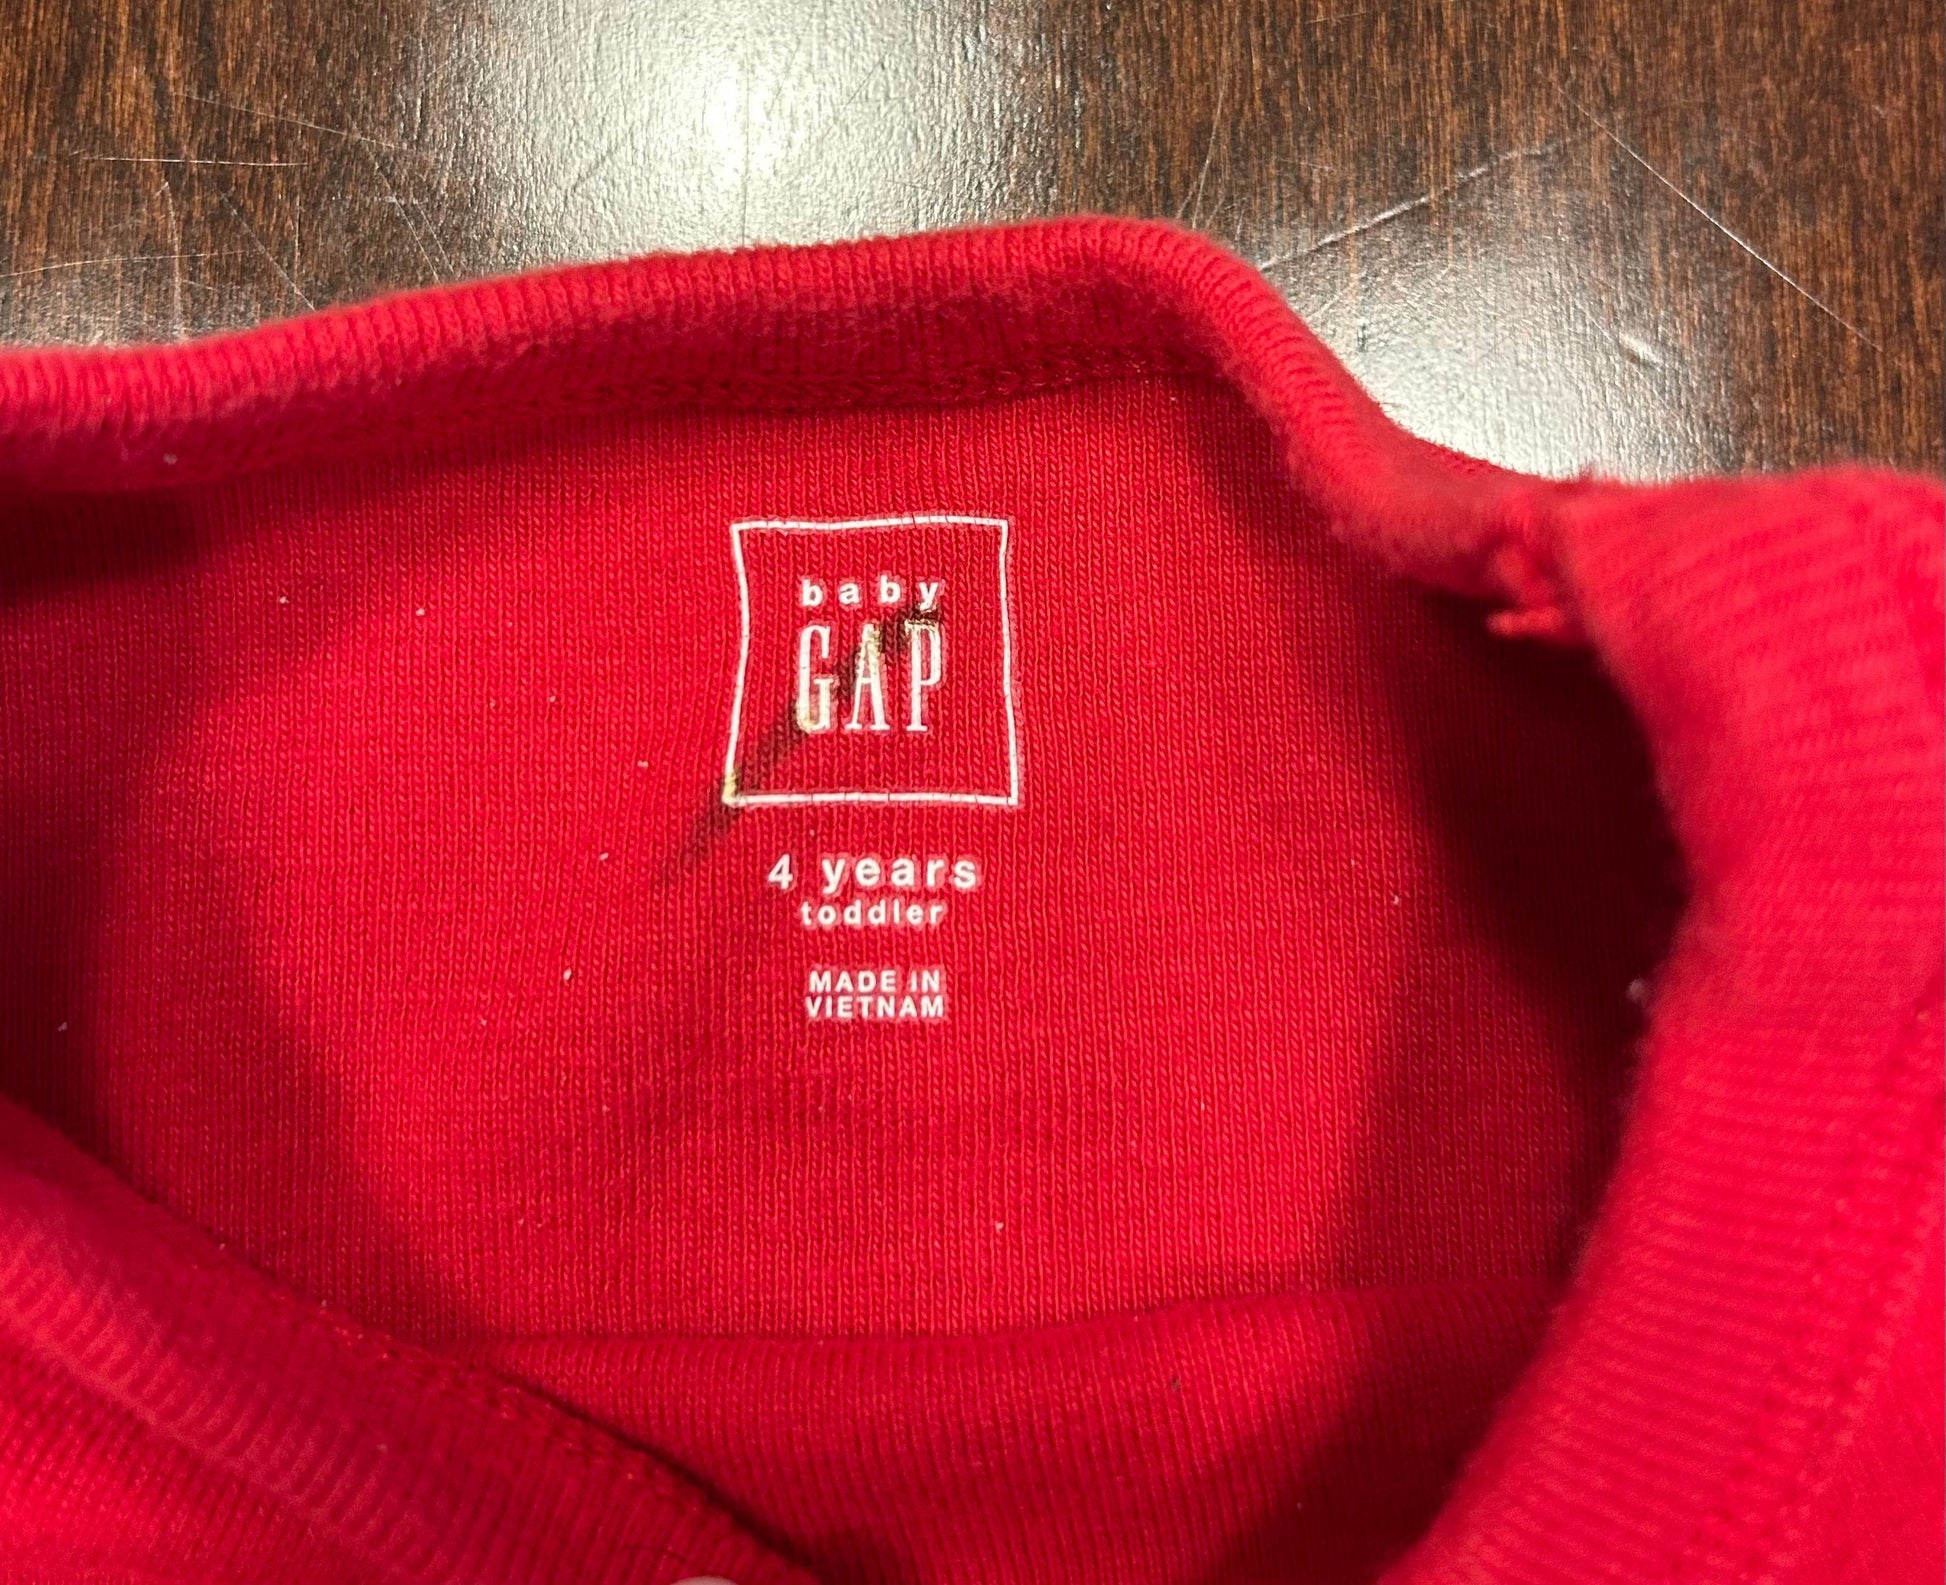 baby
GAP
4 years
toddler
MADE IN
VIETNAM